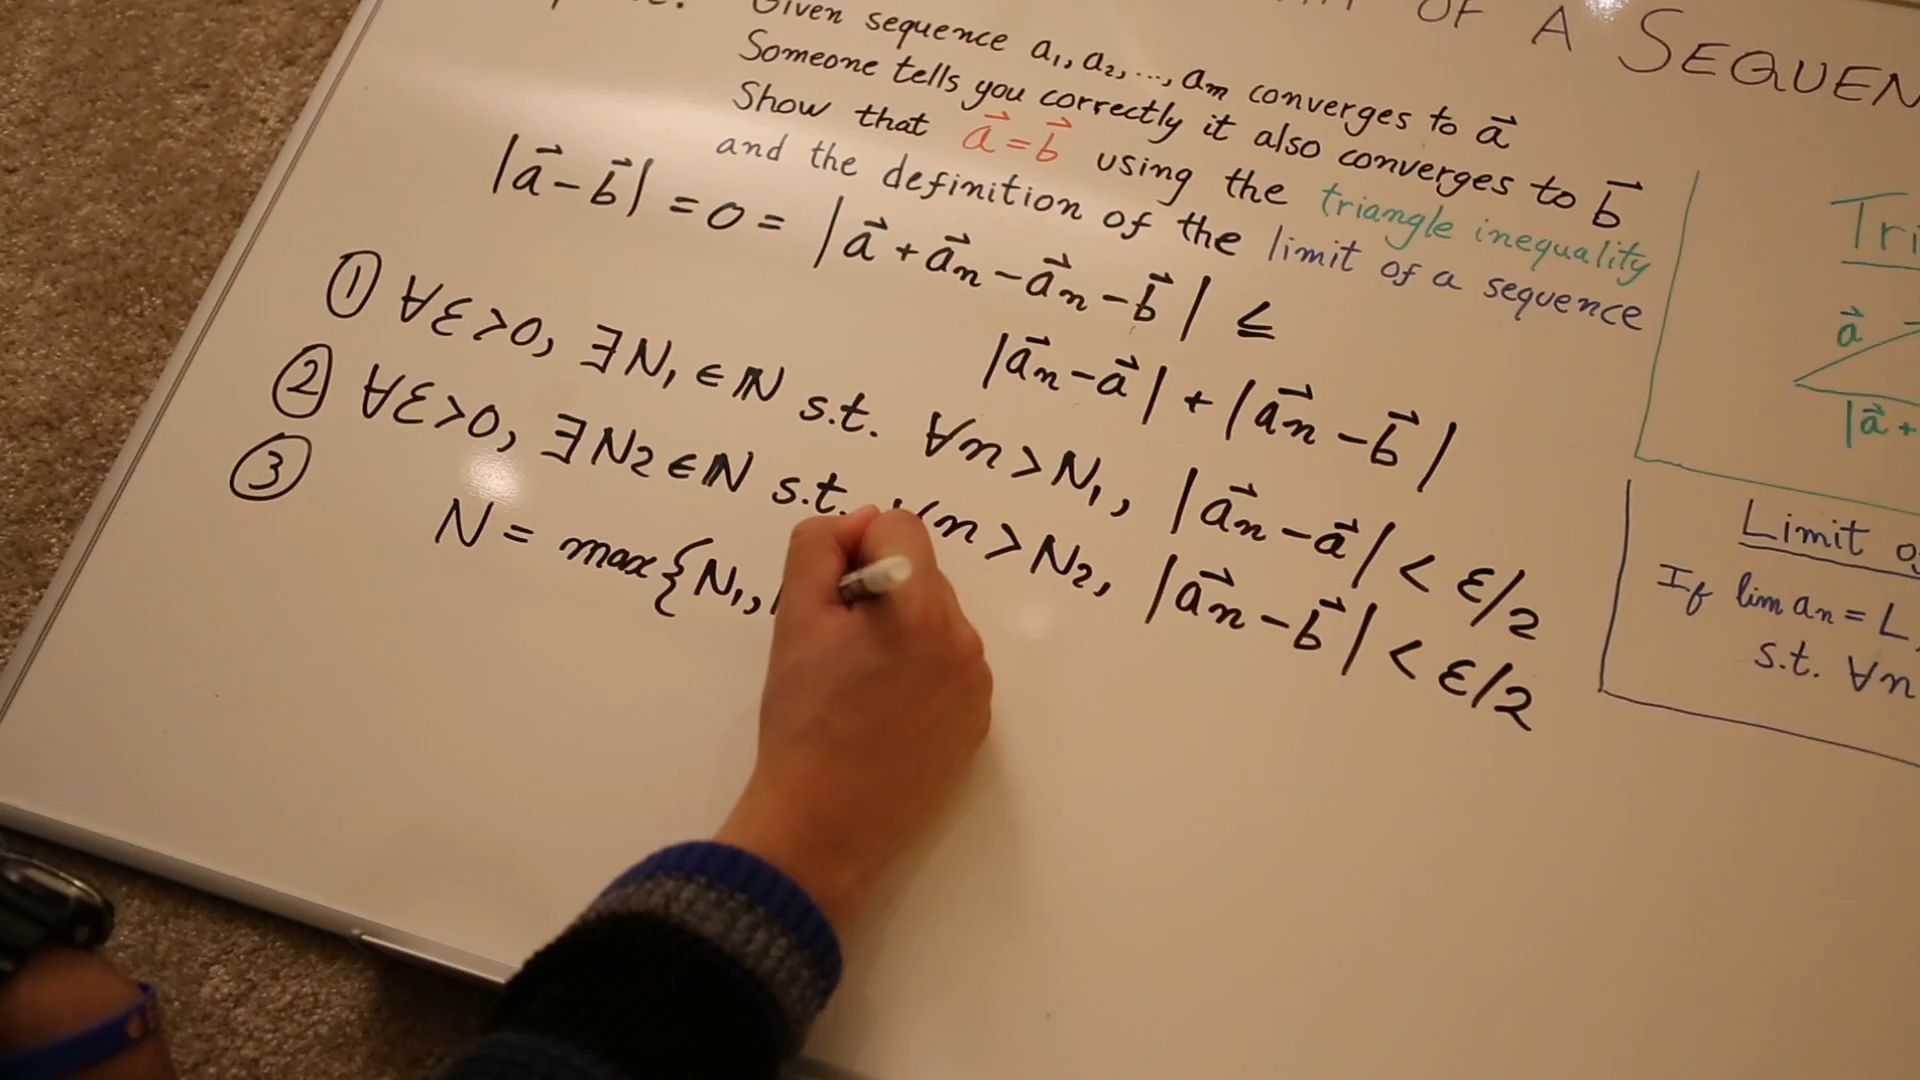 OF A SEQUEN
Given sequence a₁, a₂, ..., aₘ converges to a⃗
Someone tells you correctly it also converges to b⃗
Show that a⃗ = b⃗ using the triangle inequality
and the definition of the limit of a sequence
|a⃗ - b⃗| = 0 = |a⃗ + a⃗ₙ - a⃗ₙ - b⃗| ≤
|a⃗ₙ - a⃗| + |a⃗ₙ - b⃗|
① ∀ε>0, ∃N₁ ∈ ℕ s.t. ∀n > N₁, |a⃗ₙ - a⃗| < ε/2
② ∀ε>0, ∃N₂ ∈ ℕ s.t. ∀n > N₂, |a⃗ₙ - b⃗| < ε/2
③
N = max{N₁,
Tri
a⃗
|a⃗ +
Limit of
If lim aₙ = L,
s.t. ∀n